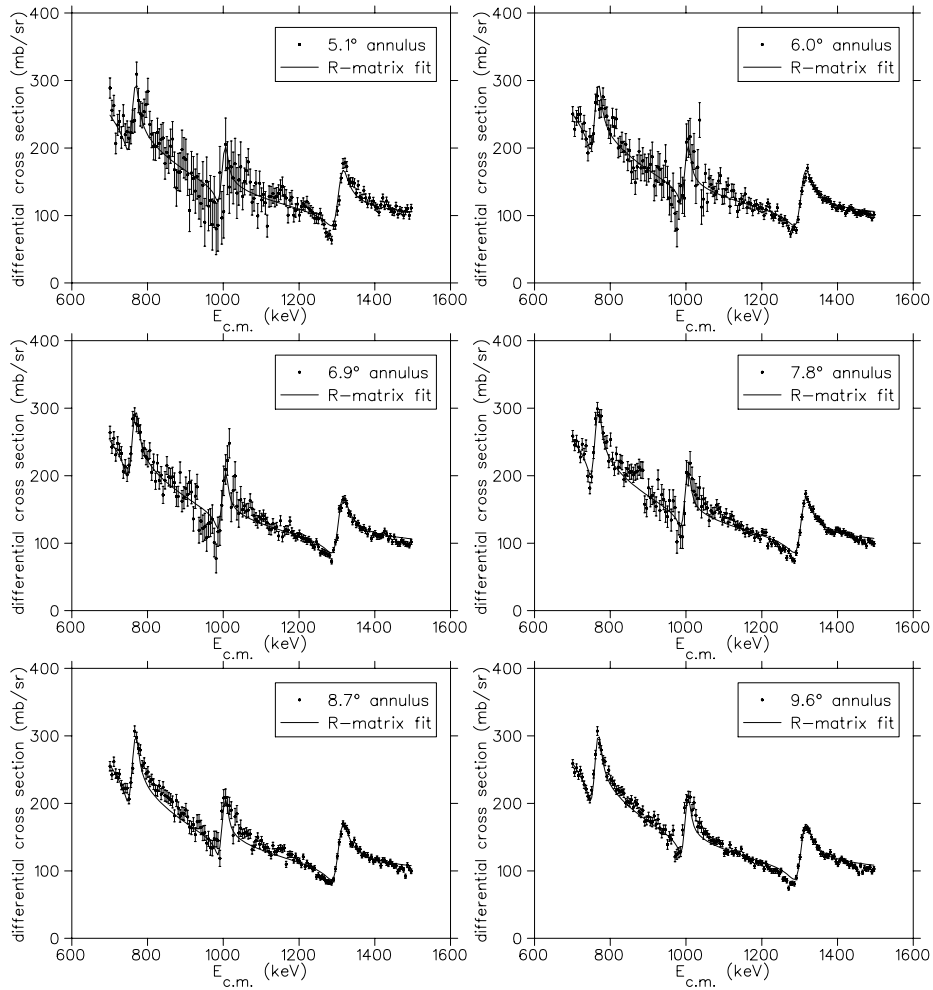 differential cross section (mb/sr)
400
300
200
100
0
5.1° annulus
R-matrix fit
600 800 1000 1200 1400 1600
E c.m. (keV)
differential cross section (mb/sr)
400
300
200
100
0
6.0° annulus
R-matrix fit
600 800 1000 1200 1400 1600
E c.m. (keV)
differential cross section (mb/sr)
400
300
200
100
0
6.9° annulus
R-matrix fit
600 800 1000 1200 1400 1600
E c.m. (keV)
differential cross section (mb/sr)
400
300
200
100
0
7.8° annulus
R-matrix fit
600 800 1000 1200 1400 1600
E c.m. (keV)
differential cross section (mb/sr)
400
300
200
100
0
8.7° annulus
R-matrix fit
600 800 1000 1200 1400 1600
E c.m. (keV)
differential cross section (mb/sr)
400
300
200
100
0
9.6° annulus
R-matrix fit
600 800 1000 1200 1400 1600
E c.m. (keV)